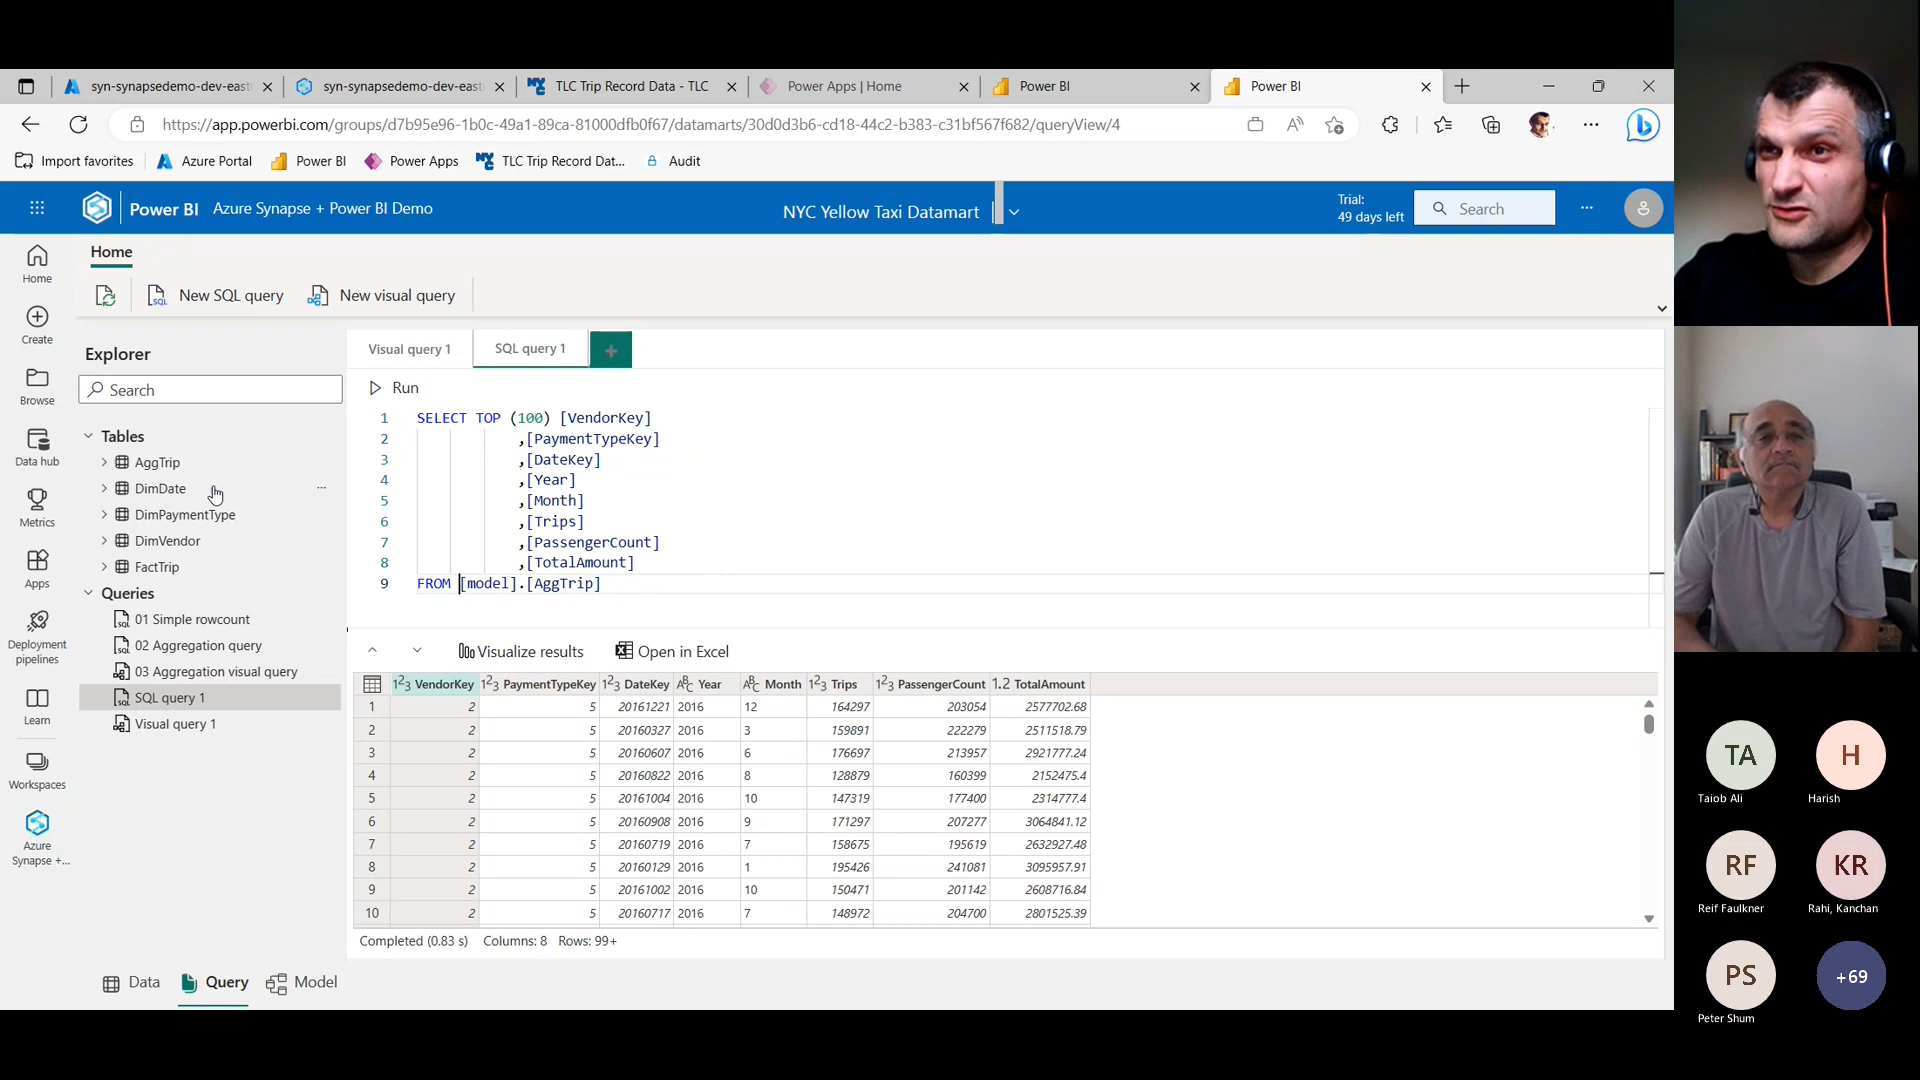 syn-synapsedemo-dev-east
syn-synapsedemo-dev-east
TLC Trip Record Data - TLC
Power Apps | Home
Power BI
Power BI
https://app.powerbi.com/groups/d7b95e96-1b0c-49a1-89ca-81000dfb0f67/datamarts/30d0d3b6-cd18-44c2-b383-c31bf567f682/queryView/4
Import favorites
Azure Portal
Power BI
Power Apps
TLC Trip Record Dat...
Audit
Power BI
Azure Synapse + Power BI Demo
NYC Yellow Taxi Datamart
Trial:
49 days left
Search
Home
New SQL query
New visual query
Home
Create
Browse
Data hub
Metrics
Apps
Deployment
pipelines
Learn
Workspaces
Azure
Synapse +...
Explorer
Search
Tables
AggTrip
DimDate
DimPaymentType
DimVendor
FactTrip
Queries
01 Simple rowcount
02 Aggregation query
03 Aggregation visual query
SQL query 1
Visual query 1
Visual query 1
SQL query 1
Run
1 SELECT TOP (100) [VendorKey]
2 ,[PaymentTypeKey]
3 ,[DateKey]
4 ,[Year]
5 ,[Month]
6 ,[Trips]
7 ,[PassengerCount]
8 ,[TotalAmount]
9 FROM [model].[AggTrip]
Visualize results
Open in Excel
VendorKey PaymentTypeKey DateKey Year Month Trips PassengerCount TotalAmount
1 2 5 20161221 2016 12 164297 203054 2577702.68
2 2 5 20160327 2016 3 159891 222279 2511518.79
3 2 5 20160607 2016 6 176697 213957 2921777.24
4 2 5 20160822 2016 8 128879 160399 2152475.4
5 2 5 20161004 2016 10 147319 177400 2314777.4
6 2 5 20160908 2016 9 171297 207277 3064841.12
7 2 5 20160719 2016 7 158675 195619 2632927.48
8 2 5 20160129 2016 1 195426 241081 3095957.91
9 2 5 20161002 2016 10 150471 201142 2608716.84
10 2 5 20160717 2016 7 148972 204700 2801525.39
Completed (0.83 s) Columns: 8 Rows: 99+
Data
Query
Model
TA
Taiob Ali
H
Harish
RF
Reif Faulkner
KR
Rahi, Kanchan
PS
Peter Shum
+69